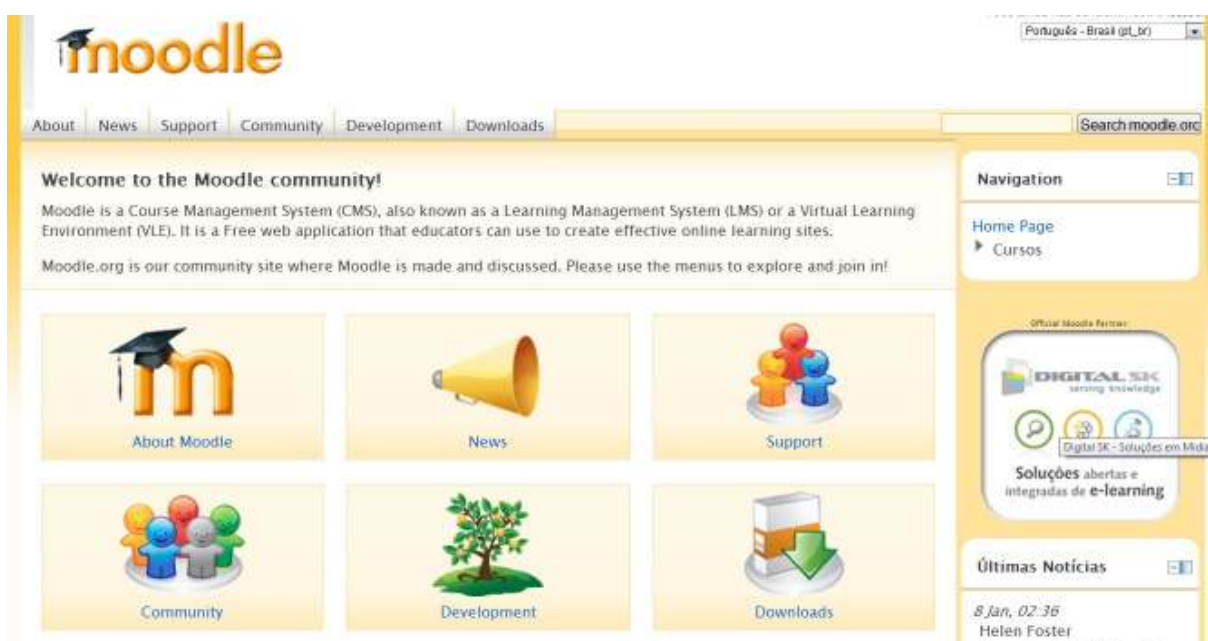 moodle
Português - Brasil (pt_br)
About News Support Community Development Downloads
Search moodle.org
Welcome to the Moodle community!
Moodle is a Course Management System (CMS), also known as a Learning Management System (LMS) or a Virtual Learning
Environment (VLE). It is a Free web application that educators can use to create effective online learning sites.
Moodle.org is our community site where Moodle is made and discussed. Please use the menus to explore and join in!
m
About Moodle
News
Support
Community
Development
Downloads
Navigation
Home Page
Cursos
Official Moodle Partner
DIGITAL SK
serving knowledge
Digital SK - Soluções em Mídia
Soluções abertas e
integradas de e-learning
Últimas Notícias
8 Jan, 02:36
Helen Foster